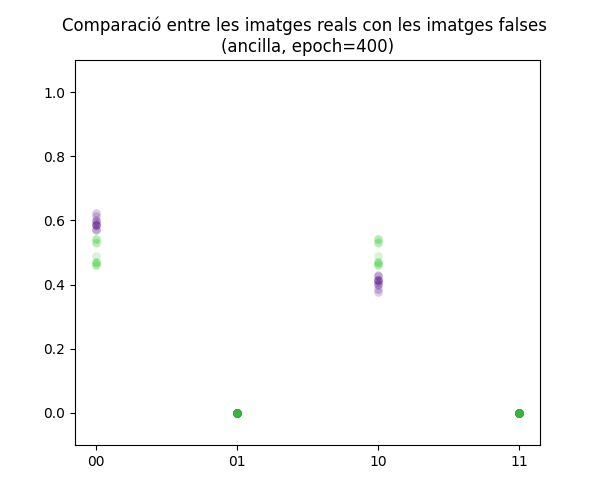 Comparació entre les imatges reals con les imatges falses
(ancilla, epoch=400)
1.0
0.8
0.6
0.4
0.2
0.0
00 01 10 11